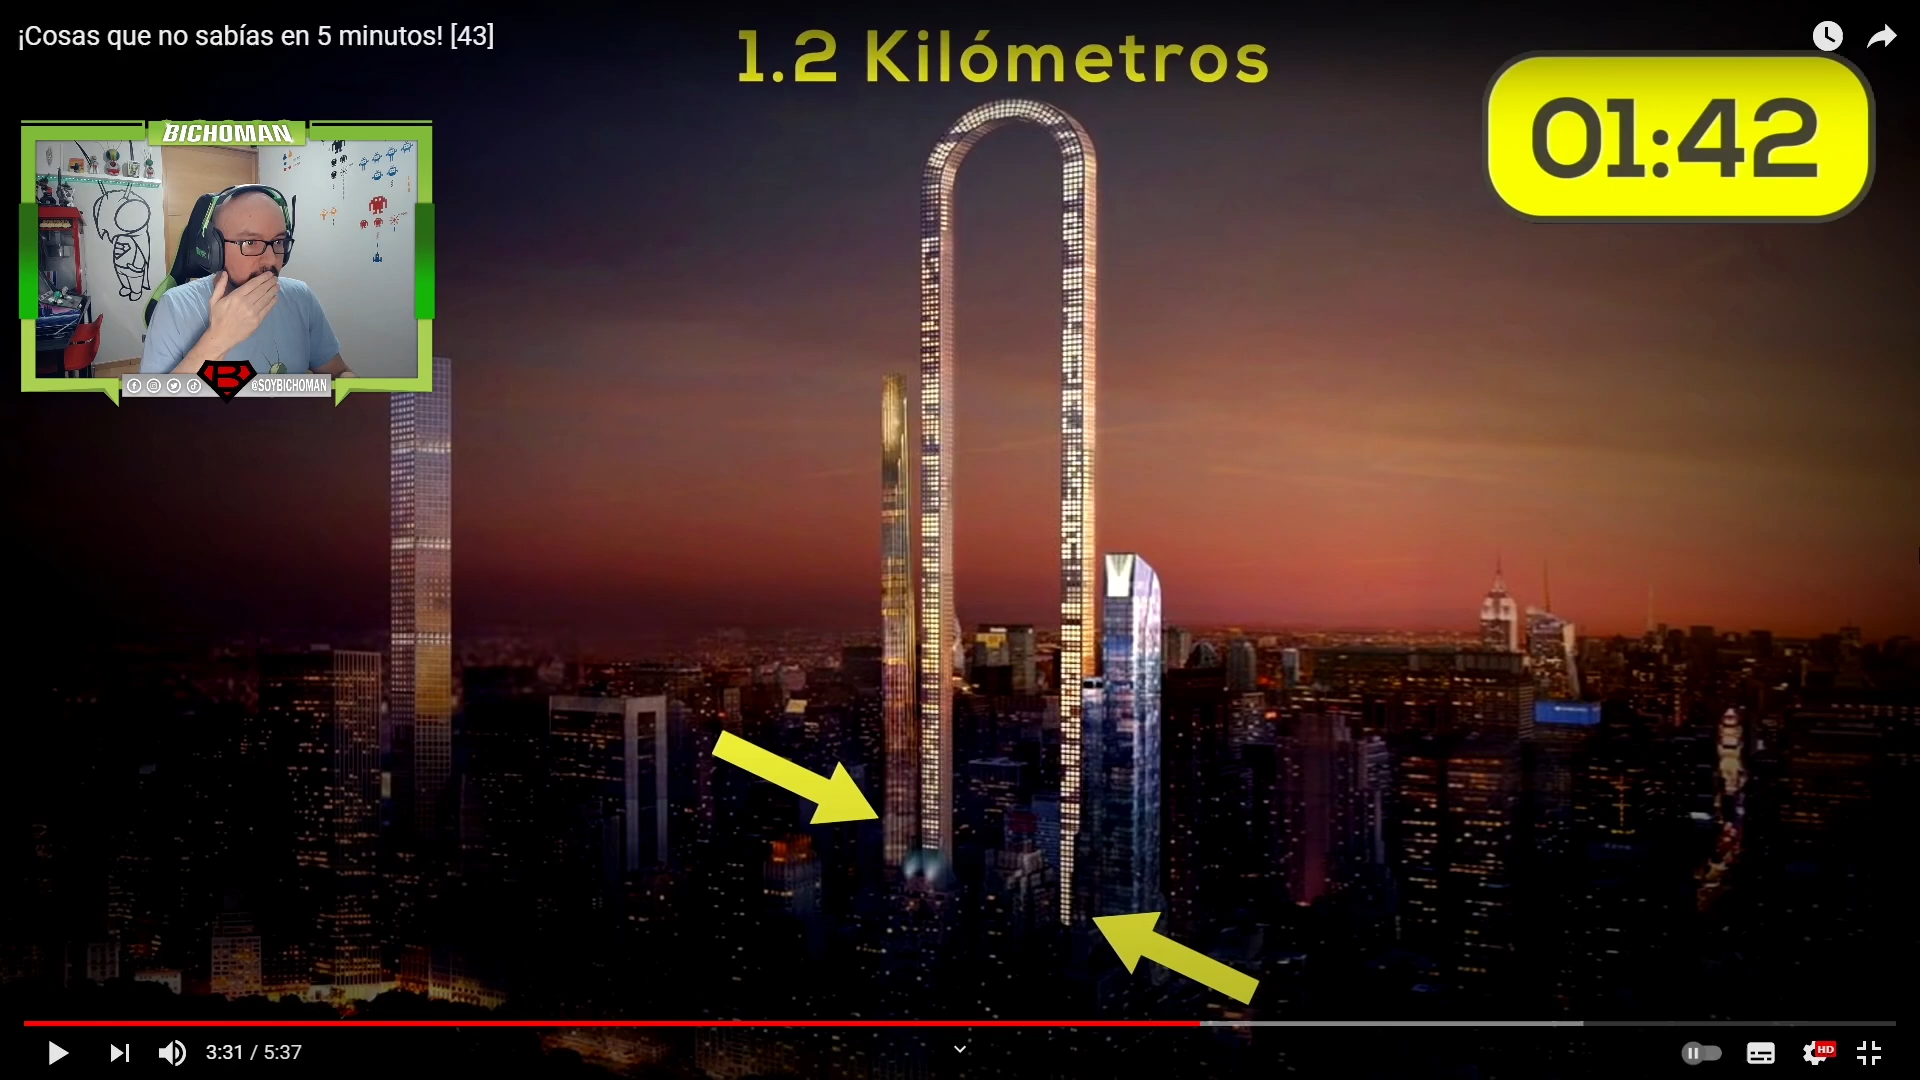 ¡Cosas que no sabías en 5 minutos! [43]
1.2 Kilómetros
01:42
BICHOMAN
B
@SOYBICHOMAN
3:31 / 5:37
HD